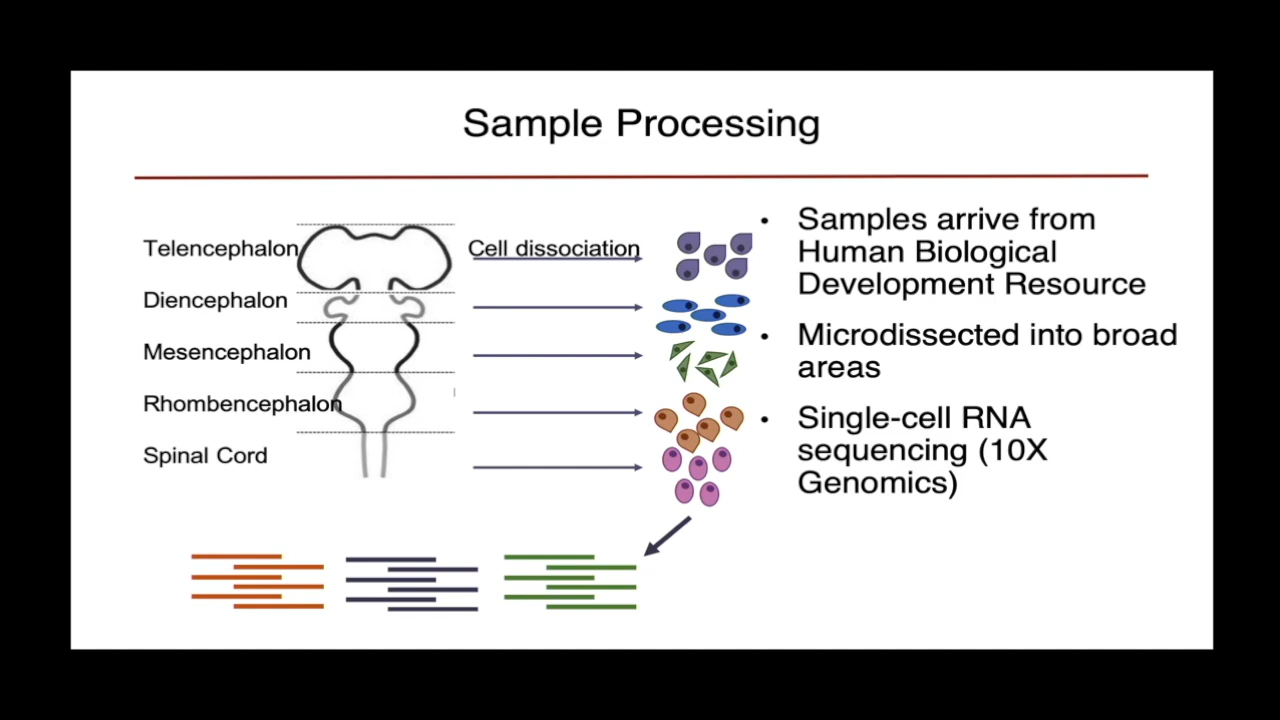 Sample Processing
Telencephalon
Diencephalon
Mesencephalon
Rhombencephalon
Spinal Cord
Cell dissociation
• Samples arrive from
Human Biological
Development Resource
• Microdissected into broad
areas
• Single-cell RNA
sequencing (10X
Genomics)